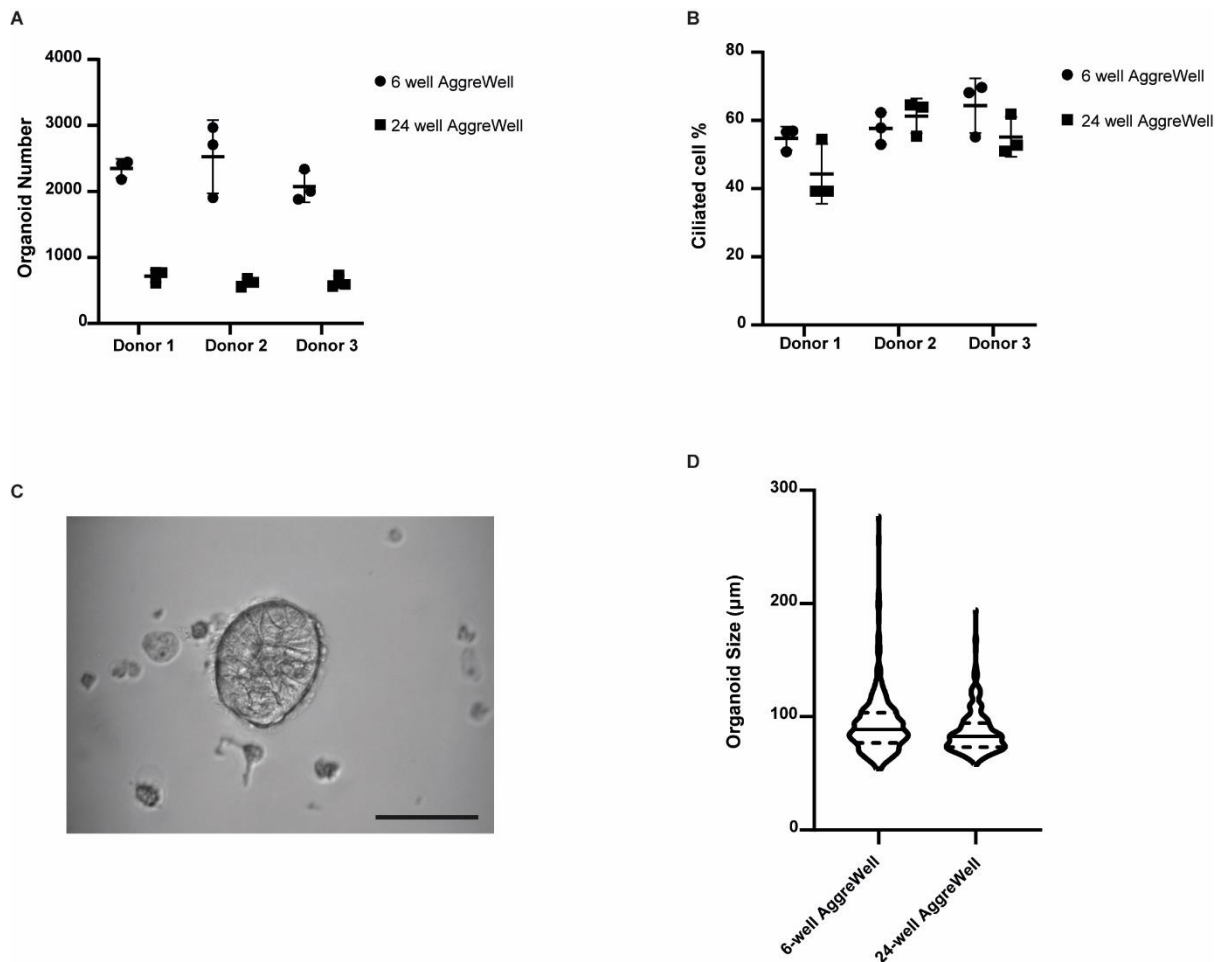 A
Organoid Number
4000
3000
2000
1000
0
Donor 1 Donor 2 Donor 3
6 well AggreWell
24 well AggreWell
B
Ciliated cell %
80
60
40
20
0
Donor 1 Donor 2 Donor 3
6 well AggreWell
24 well AggreWell
C
D
Organoid Size (µm)
300
200
100
0
6-well AggreWell
24-well AggreWell